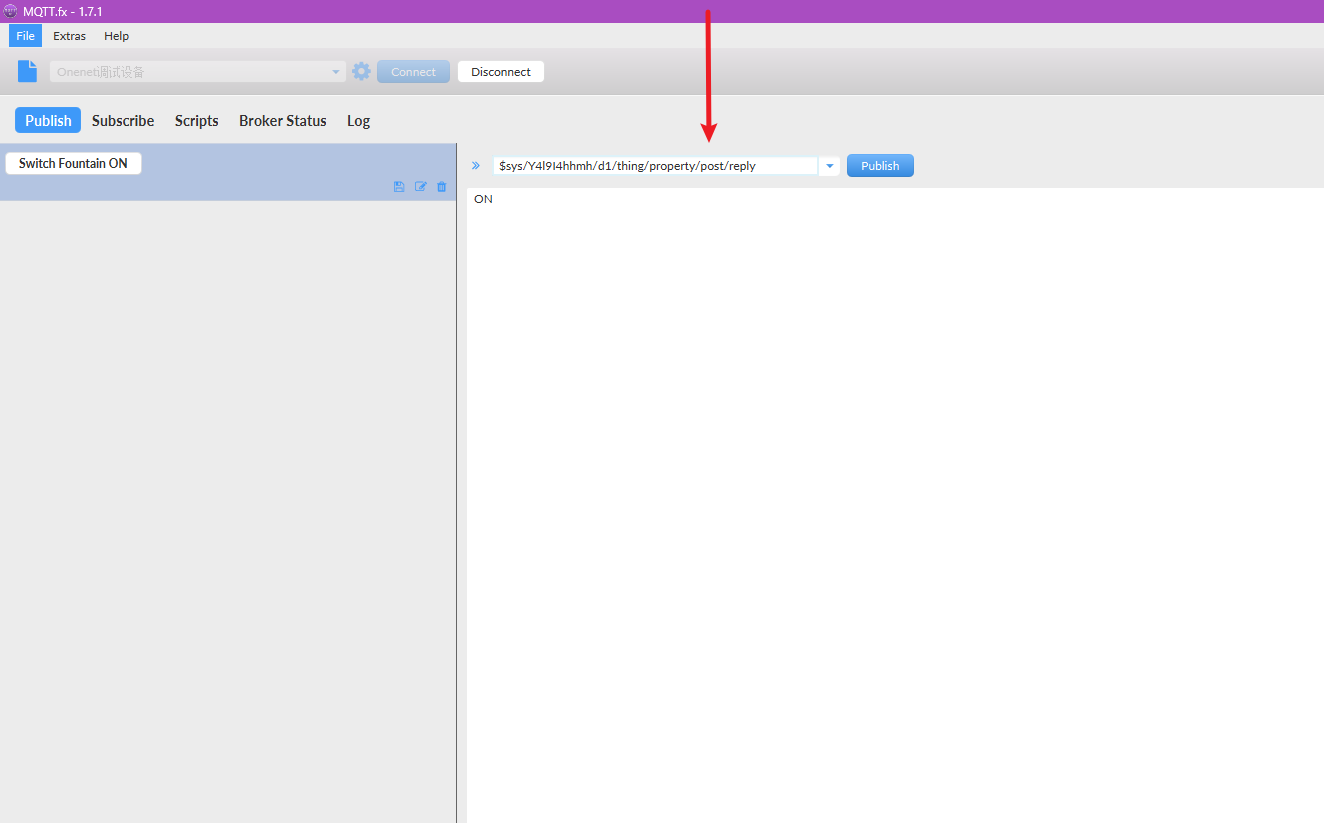 MQTT.fx - 1.7.1
File Extras Help
Onenet调试设备 Connect Disconnect
Publish Subscribe Scripts Broker Status Log
Switch Fountain ON
$sys/Y4l9I4hhmh/d1/thing/property/post/reply Publish
ON